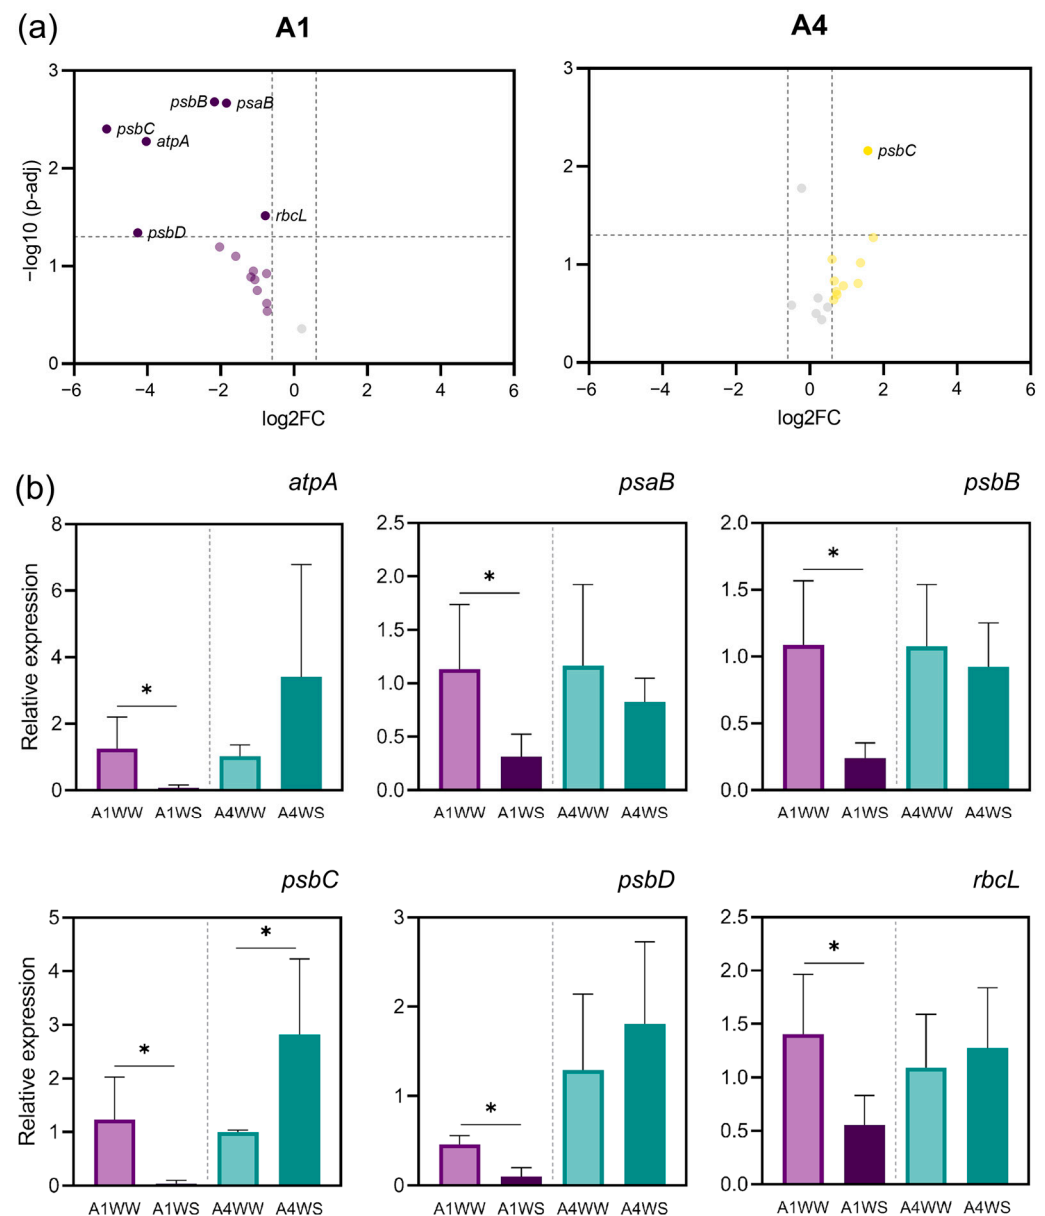 (a)
A1
A4
3
2
1
0
−log10 (p-adj)
psbB
psaB
psbC
atpA
rbcL
psbD
−6
−4
−2
0
2
4
6
log2FC
3
2
1
0
psbC
−6
−4
−2
0
2
4
6
log2FC
(b)
atpA
psaB
psbB
Relative expression
8
6
4
2
0
*
A1WW A1WS A4WW A4WS
2.5
2.0
1.5
1.0
0.5
0.0
*
A1WW A1WS A4WW A4WS
2.0
1.5
1.0
0.5
0.0
*
A1WW A1WS A4WW A4WS
psbC
psbD
rbcL
Relative expression
5
4
3
2
1
0
*
*
A1WW A1WS A4WW A4WS
3
2
1
0
*
A1WW A1WS A4WW A4WS
2.5
2.0
1.5
1.0
0.5
0.0
*
A1WW A1WS A4WW A4WS